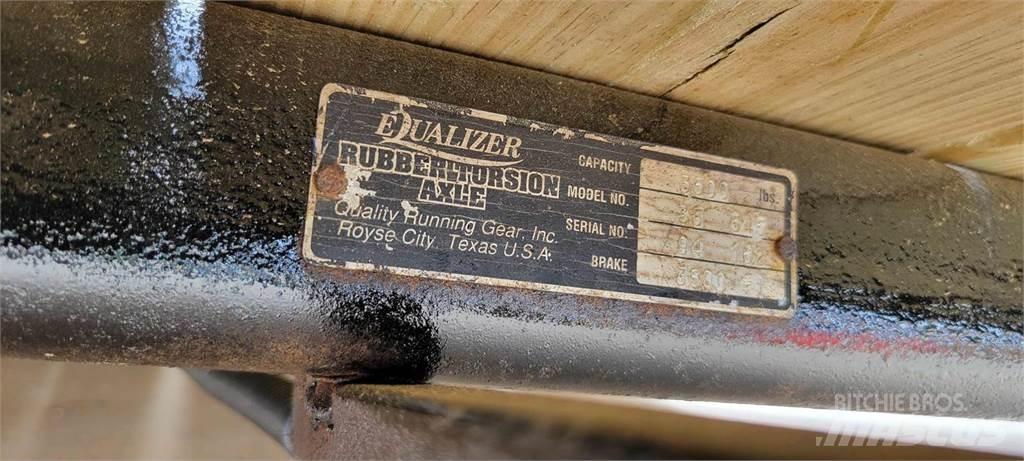 EQUALIZER
RUBBER TORSION
AXLE
Quality Running Gear, Inc.
Royse City, Texas U.S.A.
CAPACITY lbs.
MODEL NO.
SERIAL NO.
BRAKE
RITCHIE BROS.
MASCUS